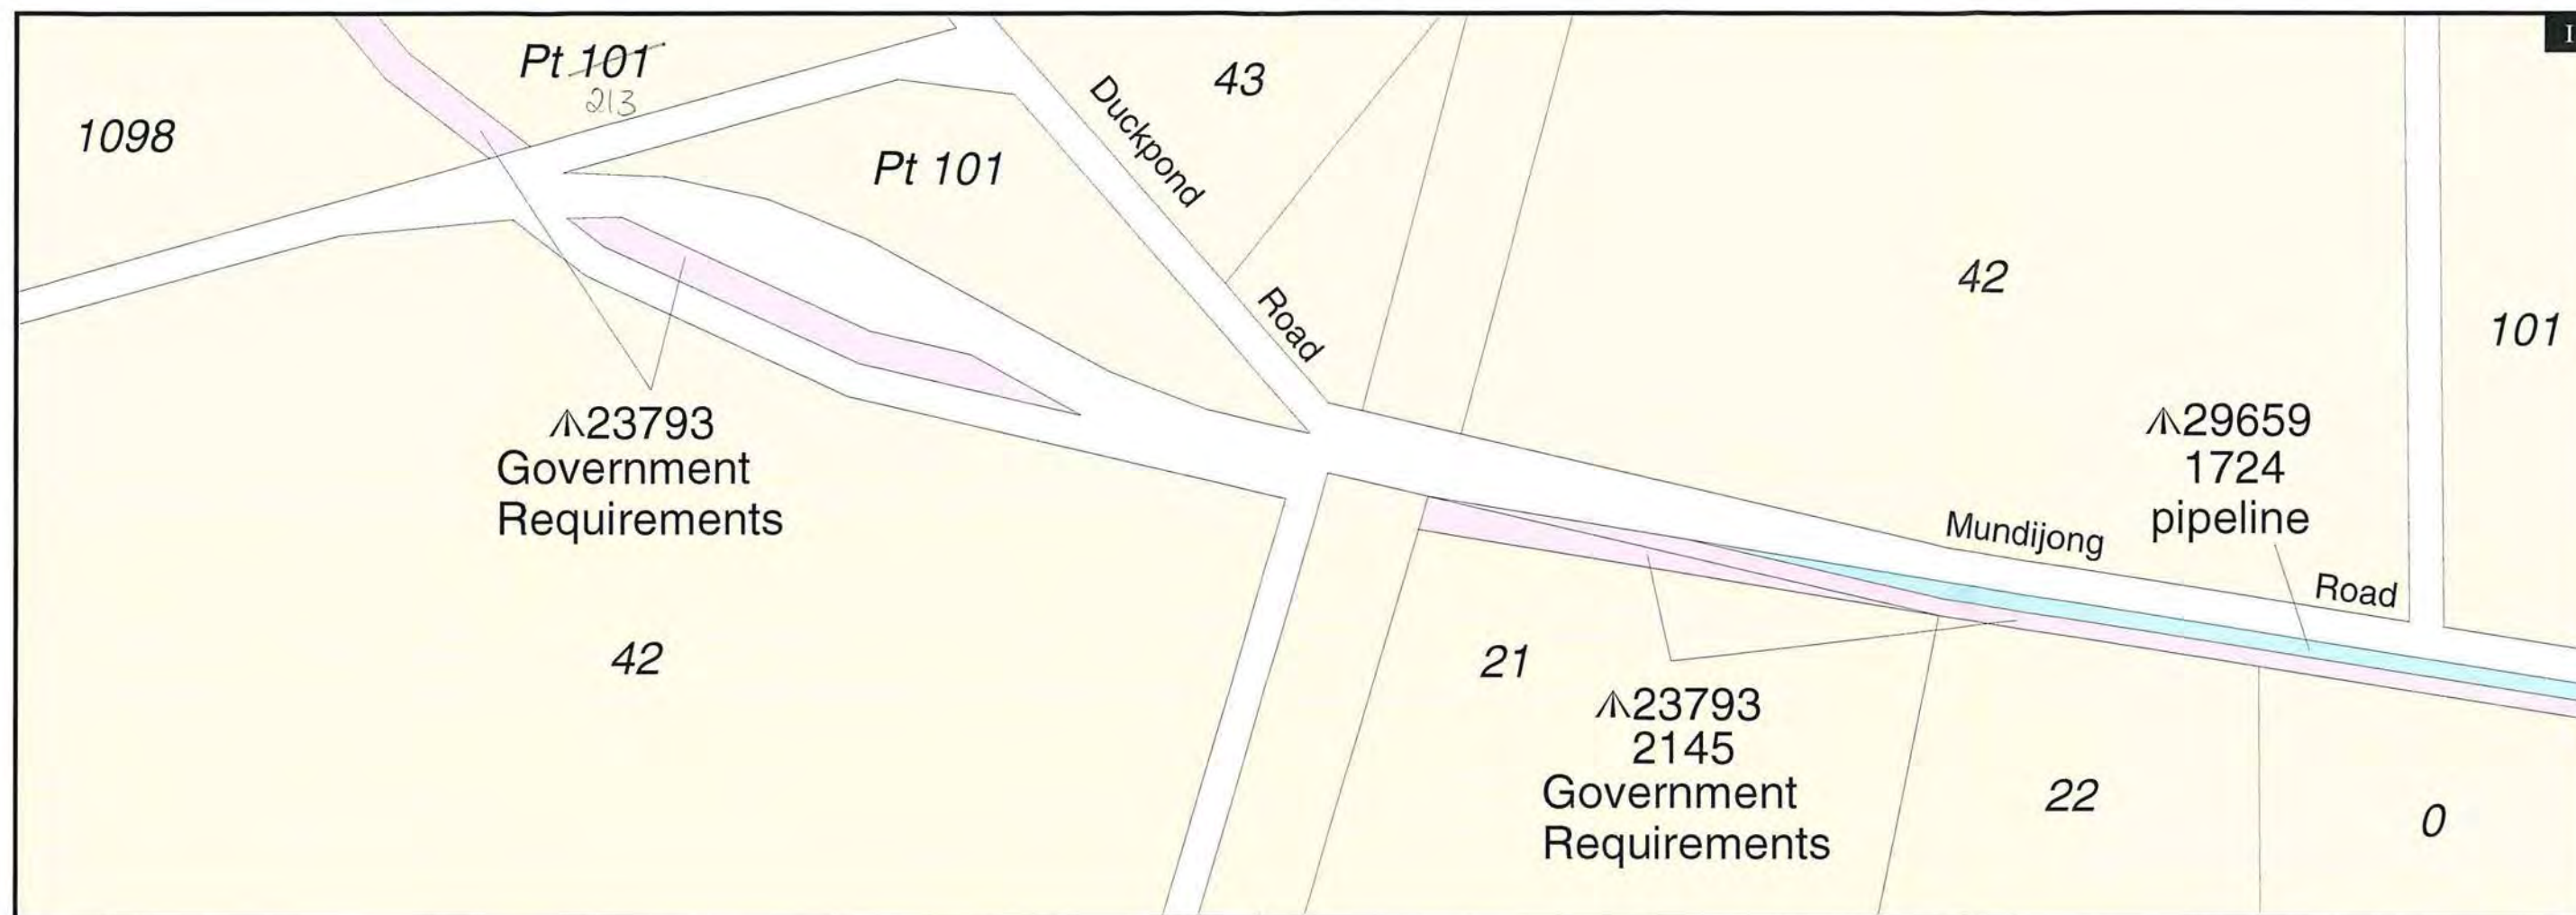 Pt 101
213
43
1098
Pt 101
Duckpond
Road
42
101
23793
Government
Requirements
29659
1724
pipeline
Mundijong
Road
42
21
23793
2145
Government
Requirements
22
0